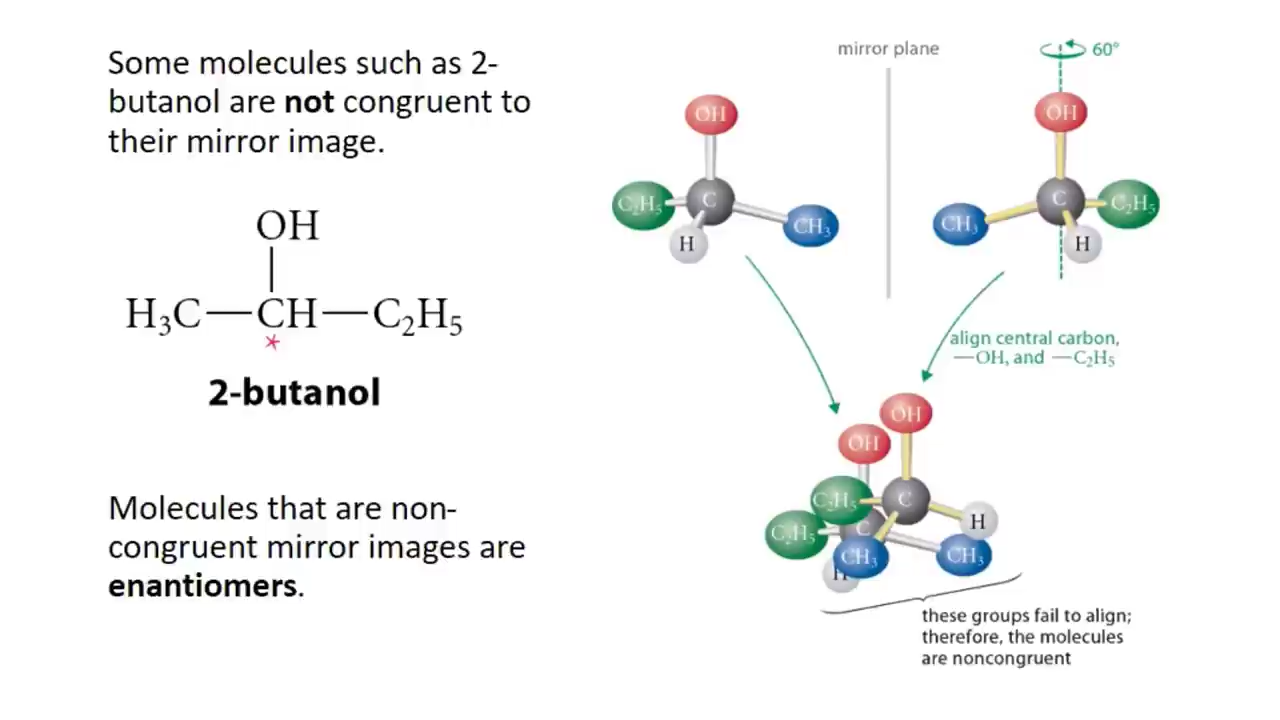 Some molecules such as 2-
butanol are not congruent to
their mirror image.
OH
H₃C—CH—C₂H₅
*
2-butanol
Molecules that are non-
congruent mirror images are
enantiomers.
mirror plane
60°
OH
C₂H₅
C
CH₃
H
OH
CH₃
C
C₂H₅
H
align central carbon,
—OH, and —C₂H₅
OH
OH
C₂H₅
C
H
C₂H₅
C
CH₃
CH₃
H
these groups fail to align;
therefore, the molecules
are noncongruent